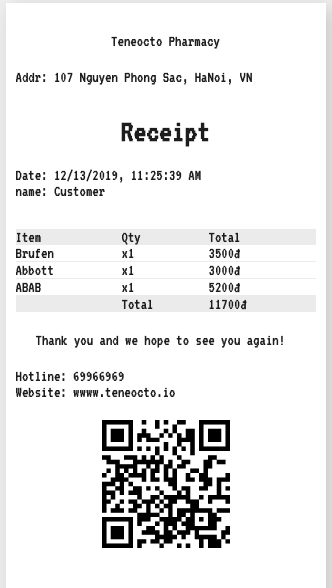 Teneocto Pharmacy
Addr: 107 Nguyen Phong Sac, HaNoi, VN
Receipt
Date: 12/13/2019, 11:25:39 AM
name: Customer
Item Qty Total
Brufen x1 3500đ
Abbott x1 3000đ
ABAB x1 5200đ
Total 11700đ
Thank you and we hope to see you again!
Hotline: 69966969
Website: wwww.teneocto.io